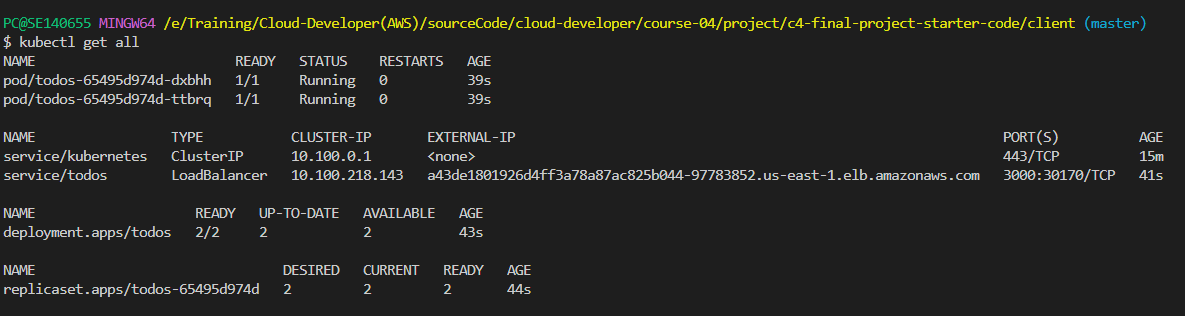 PC@SE140655 MINGW64 /e/Training/Cloud-Developer(AWS)/sourceCode/cloud-developer/course-04/project/c4-final-project-starter-code/client (master)
$ kubectl get all
NAME READY STATUS RESTARTS AGE
pod/todos-65495d974d-dxbhh 1/1 Running 0 39s
pod/todos-65495d974d-ttbrq 1/1 Running 0 39s
NAME TYPE CLUSTER-IP EXTERNAL-IP PORT(S) AGE
service/kubernetes ClusterIP 10.100.0.1 <none> 443/TCP 15m
service/todos LoadBalancer 10.100.218.143 a43de1801926d4ff3a78a87ac825b044-97783852.us-east-1.elb.amazonaws.com 3000:30170/TCP 41s
NAME READY UP-TO-DATE AVAILABLE AGE
deployment.apps/todos 2/2 2 2 43s
NAME DESIRED CURRENT READY AGE
replicaset.apps/todos-65495d974d 2 2 2 44s